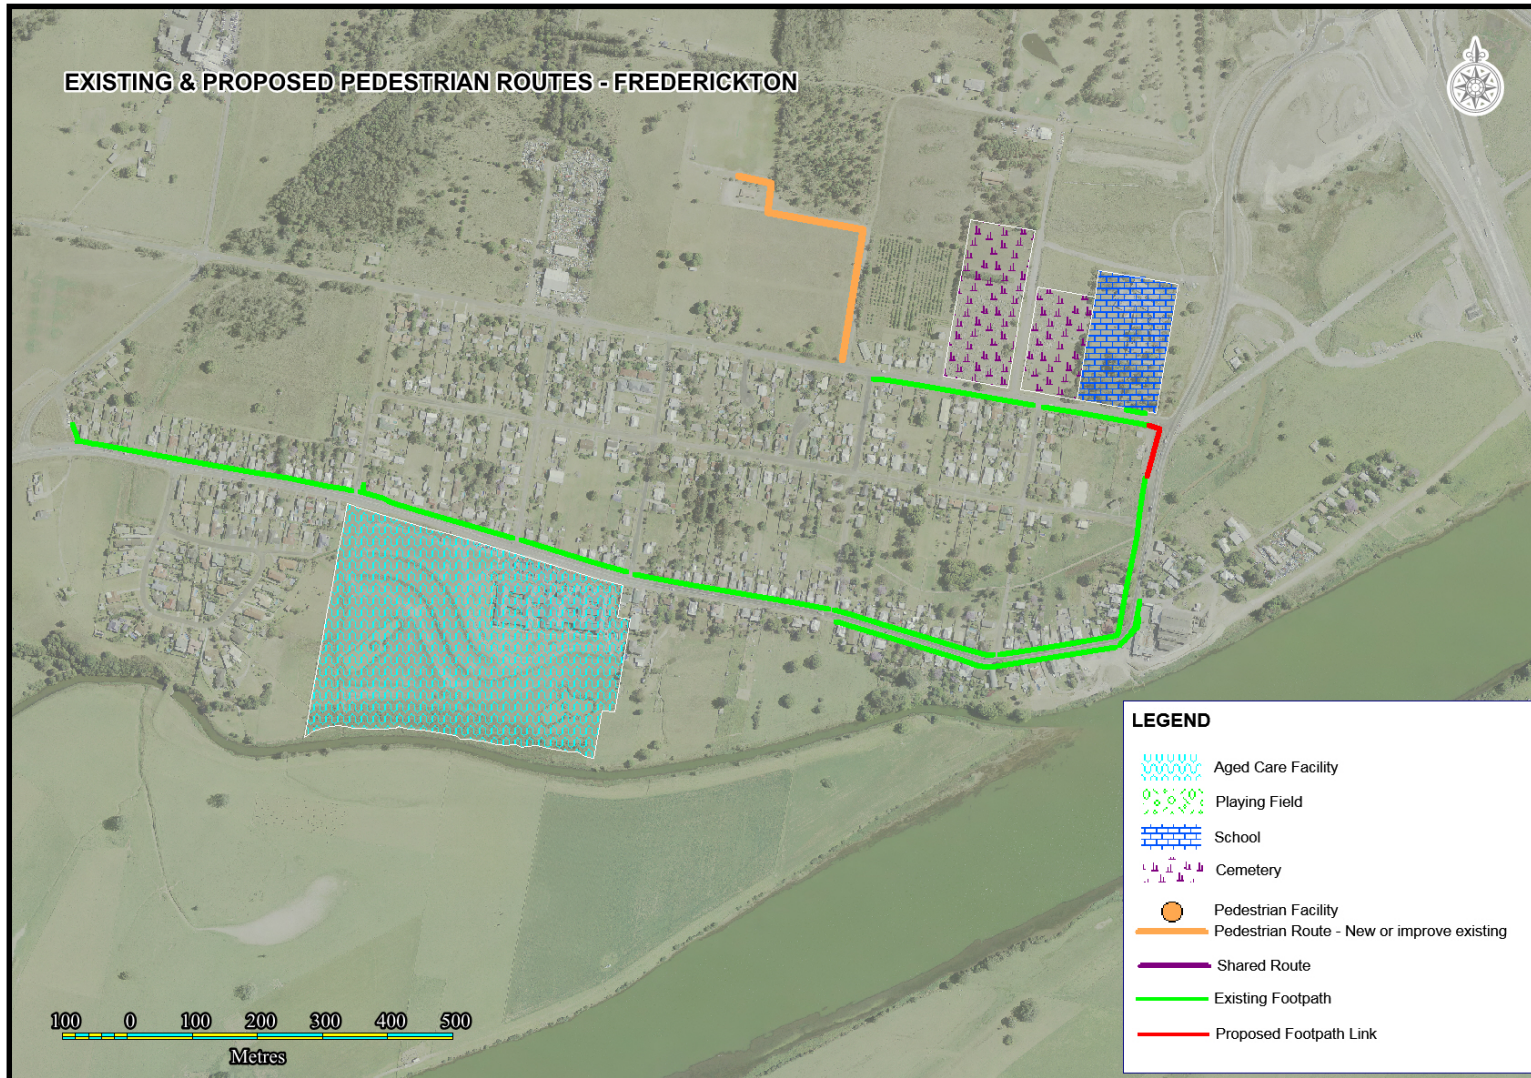 EXISTING & PROPOSED PEDESTRIAN ROUTES - FREDERICKTON
LEGEND
Aged Care Facility
Playing Field
School
Cemetery
Pedestrian Facility
Pedestrian Route - New or improve existing
Shared Route
Existing Footpath
Proposed Footpath Link
100 0 100 200 300 400 500
Metres